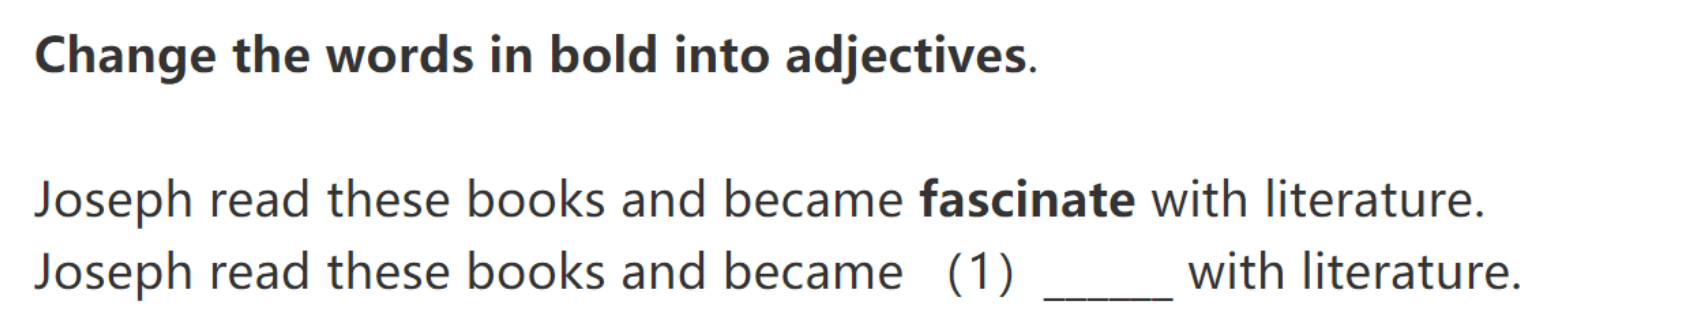 Change the words in bold into adjectives.
Joseph read these books and became fascinate with literature.
Joseph read these books and became (1) ______ with literature.